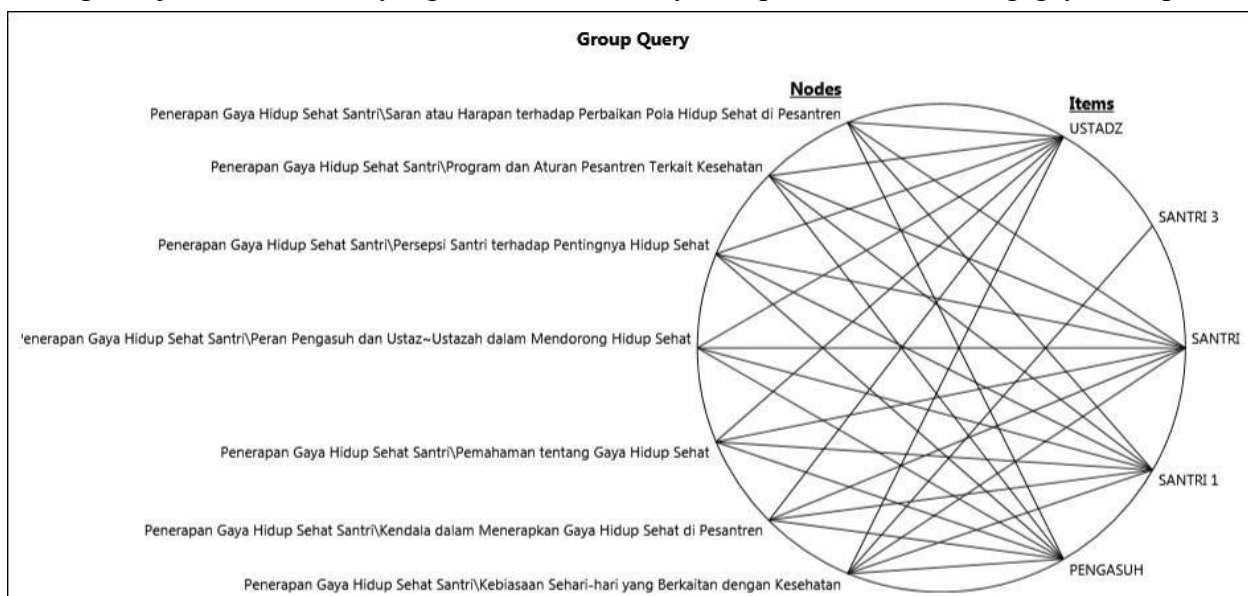 Group Query
Nodes
Items
Penerapan Gaya Hidup Sehat Santri\Saran atau Harapan terhadap Perbaikan Pola Hidup Sehat di Pesantren
USTADZ
Penerapan Gaya Hidup Sehat Santri\Program dan Aturan Pesantren Terkait Kesehatan
SANTRI 3
Penerapan Gaya Hidup Sehat Santri\Persepsi Santri terhadap Pentingnya Hidup Sehat
'enerapan Gaya Hidup Sehat Santri\Peran Pengasuh dan Ustaz~Ustazah dalam Mendorong Hidup Sehat
SANTRI
Penerapan Gaya Hidup Sehat Santri\Pemahaman tentang Gaya Hidup Sehat
SANTRI 1
Penerapan Gaya Hidup Sehat Santri\Kendala dalam Menerapkan Gaya Hidup Sehat di Pesantren
PENGASUH
Penerapan Gaya Hidup Sehat Santri\Kebiasaan Sehari-hari yang Berkaitan dengan Kesehatan